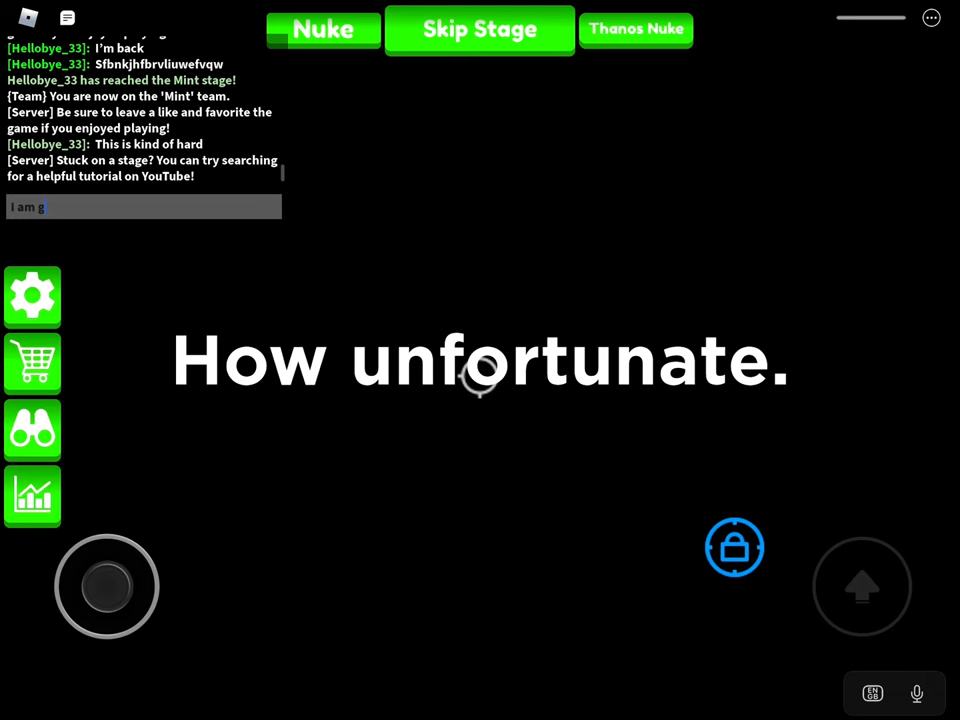 Nuke
Skip Stage
Thanos Nuke
[Hellobye_33]: I'm back
[Hellobye_33]: Sfbnkjhfbrvliuwefvqw
Hellobye_33 has reached the Mint stage!
{Team} You are now on the 'Mint' team.
[Server] Be sure to leave a like and favorite the
game if you enjoyed playing!
[Hellobye_33]: This is kind of hard
[Server] Stuck on a stage? You can try searching
for a helpful tutorial on YouTube!
I am g
How unfortunate.
EN
GB